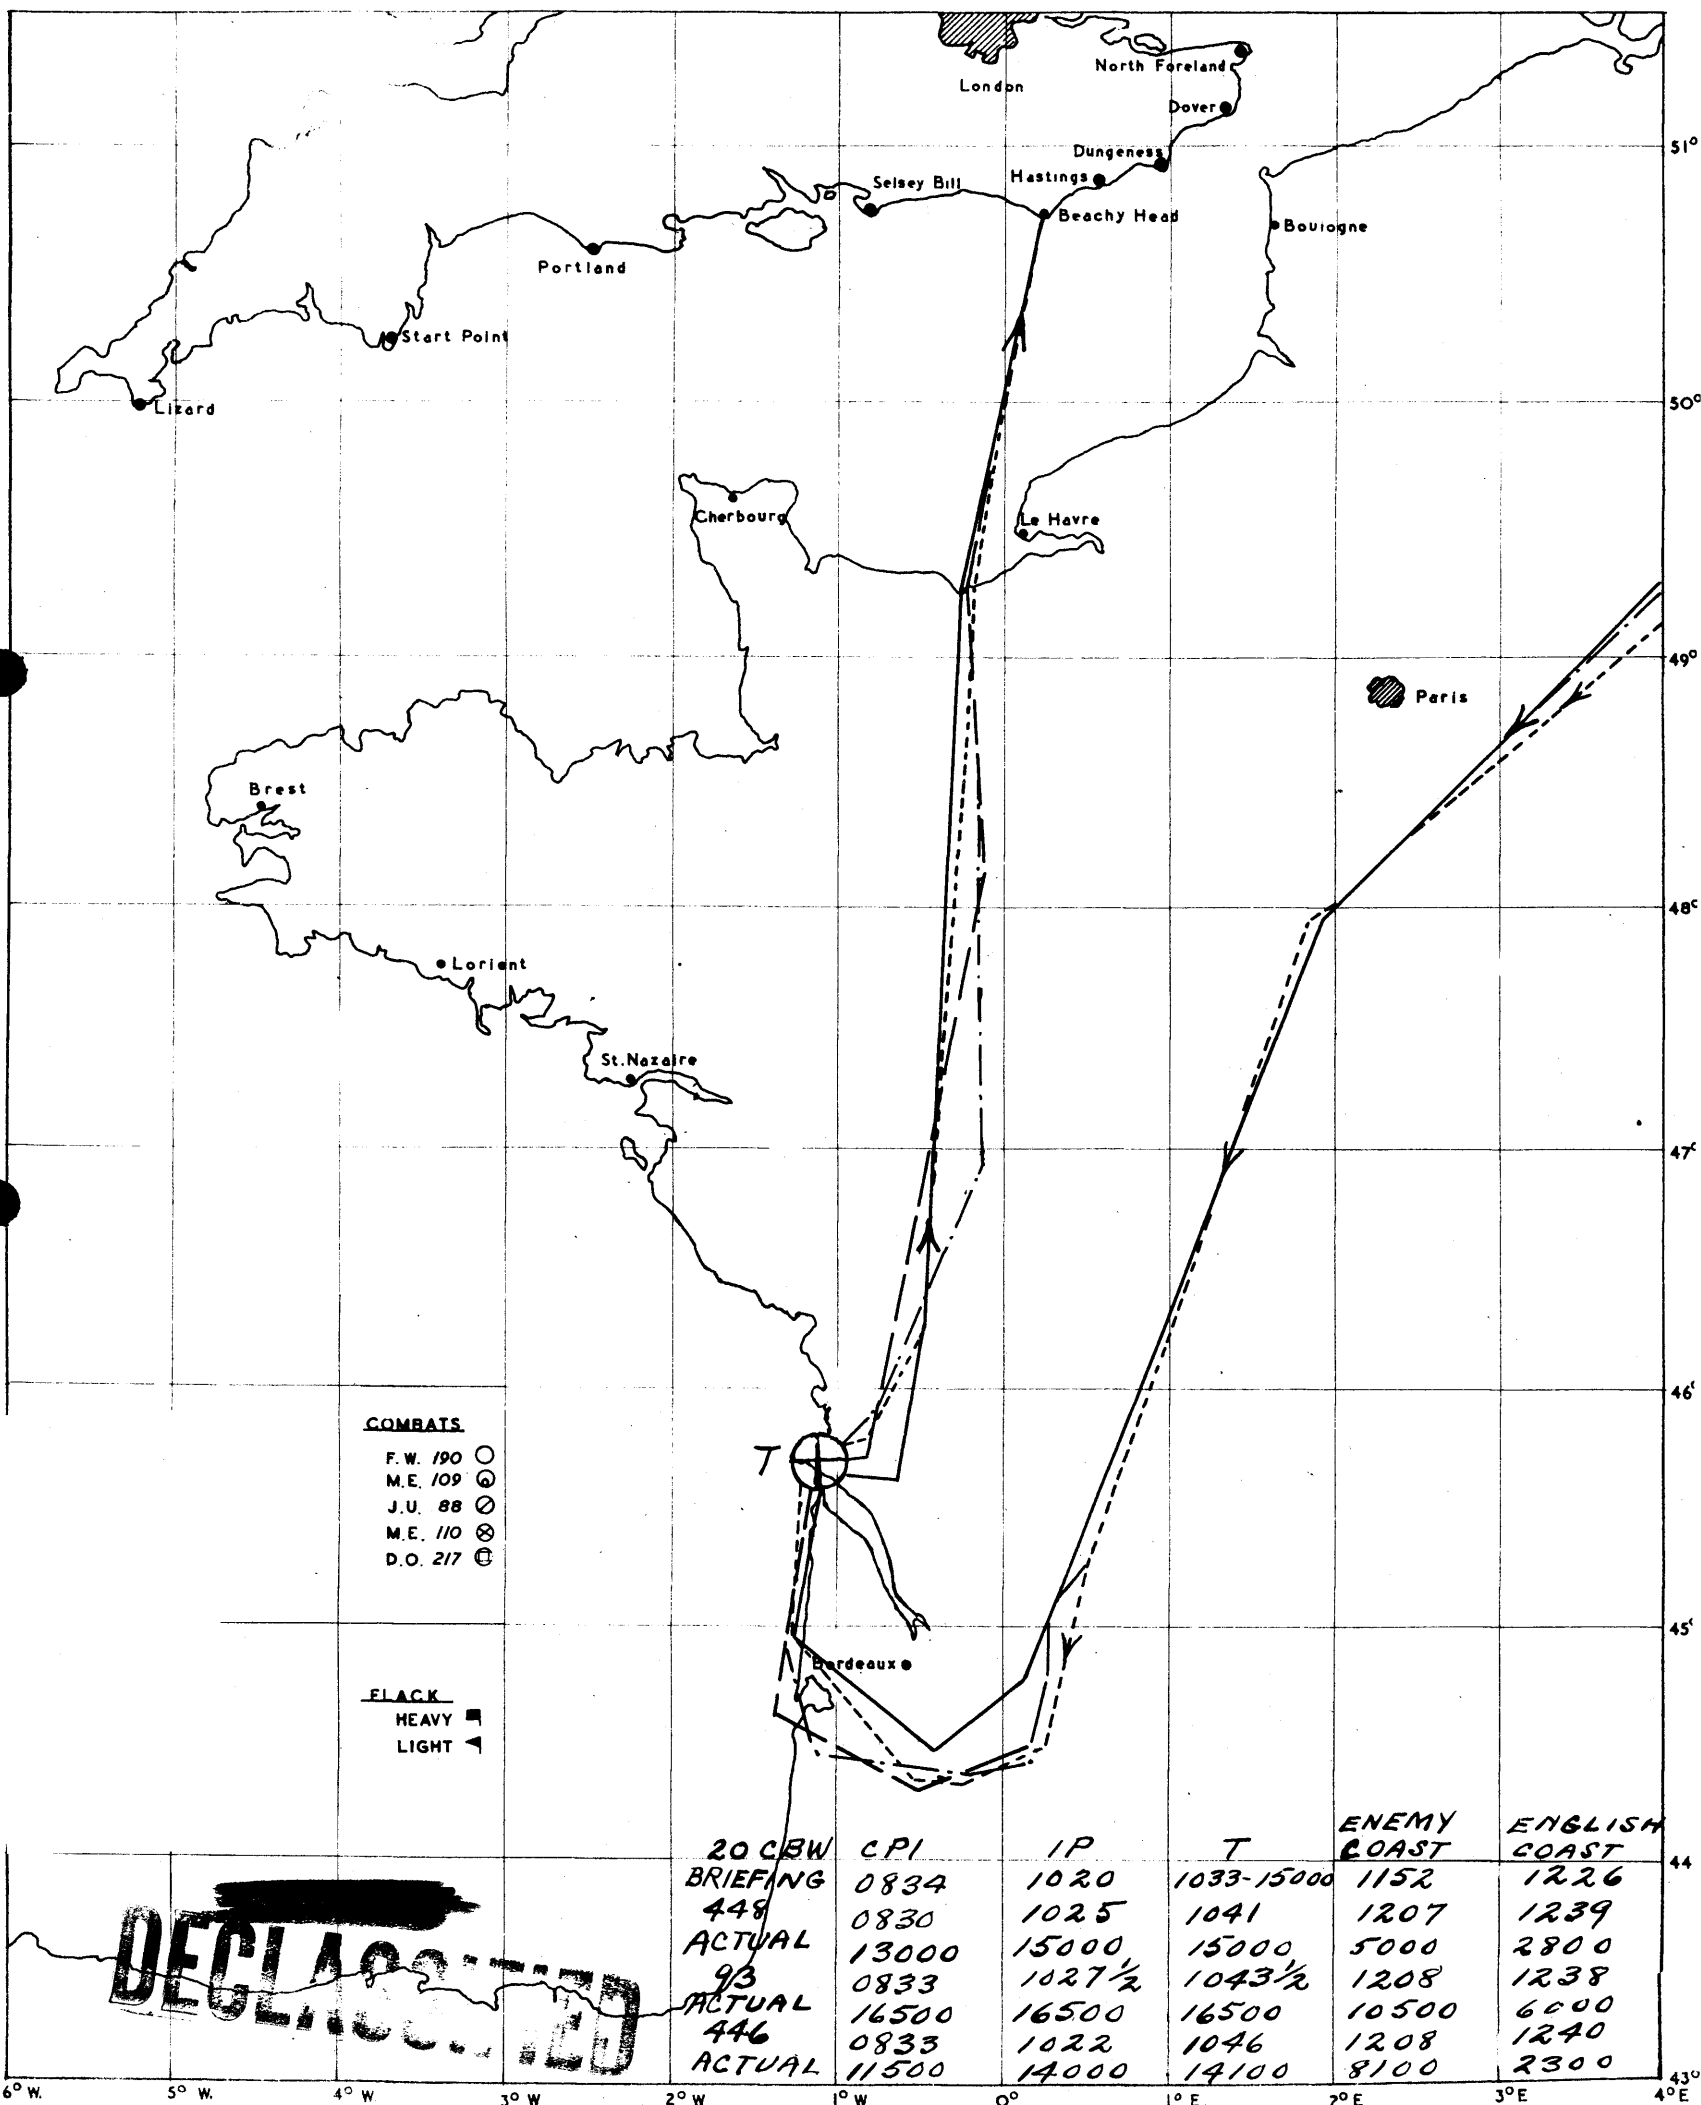 London
North Foreland
Dover
51°
Dungeness
Hastings
Selsey Bill
Beachy Head
Boulogne
Portland
Start Point
Lizard
50°
Cherbourg
Le Havre
49°
Paris
Brest
48°
Lorient
St. Nazaire
47°
46°
COMBATS
F.W. 190
M.E. 109
J.U. 88
M.E. 110
D.O. 217
T
45°
Bordeaux
FLACK
HEAVY
LIGHT
ENEMY ENGLISH
20 CBW CPI IP T COAST COAST
44
BRIEFING 0834 1020 1033-15000 1152 1226
448 0830 1025 1041 1207 1239
ACTUAL 13000 15000 15000 5000 2800
93 0833 1027½ 1043½ 1208 1238
ACTUAL 16500 16500 16500 10500 6000
446 0833 1022 1046 1208 1240
ACTUAL 11500 14000 14100 8100 2300
DECLASSIFIED
43°
6° W. 5° W. 4° W. 3° W. 2° W. 1° W 0° 1° E. 2° E 3° E 4° E